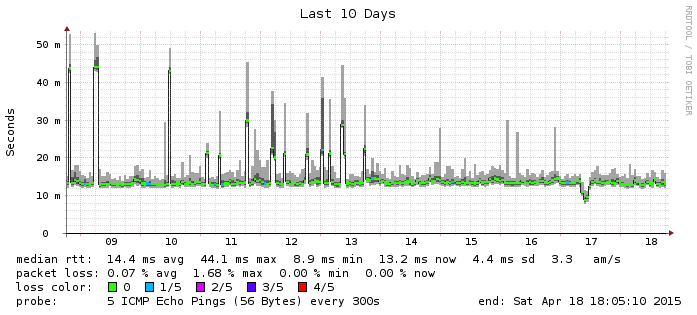 Last 10 Days
RRDTOOL / TOBI OETIKER
Seconds
50 m
40 m
30 m
20 m
10 m
0
09 10 11 12 13 14 15 16 17 18
median rtt: 14.4 ms avg 44.1 ms max 8.9 ms min 13.2 ms now 4.4 ms sd 3.3 am/s
packet loss: 0.07 % avg 1.68 % max 0.00 % min 0.00 % now
loss color: 0 1/5 2/5 3/5 4/5
probe: 5 ICMP Echo Pings (56 Bytes) every 300s end: Sat Apr 18 18:05:10 2015